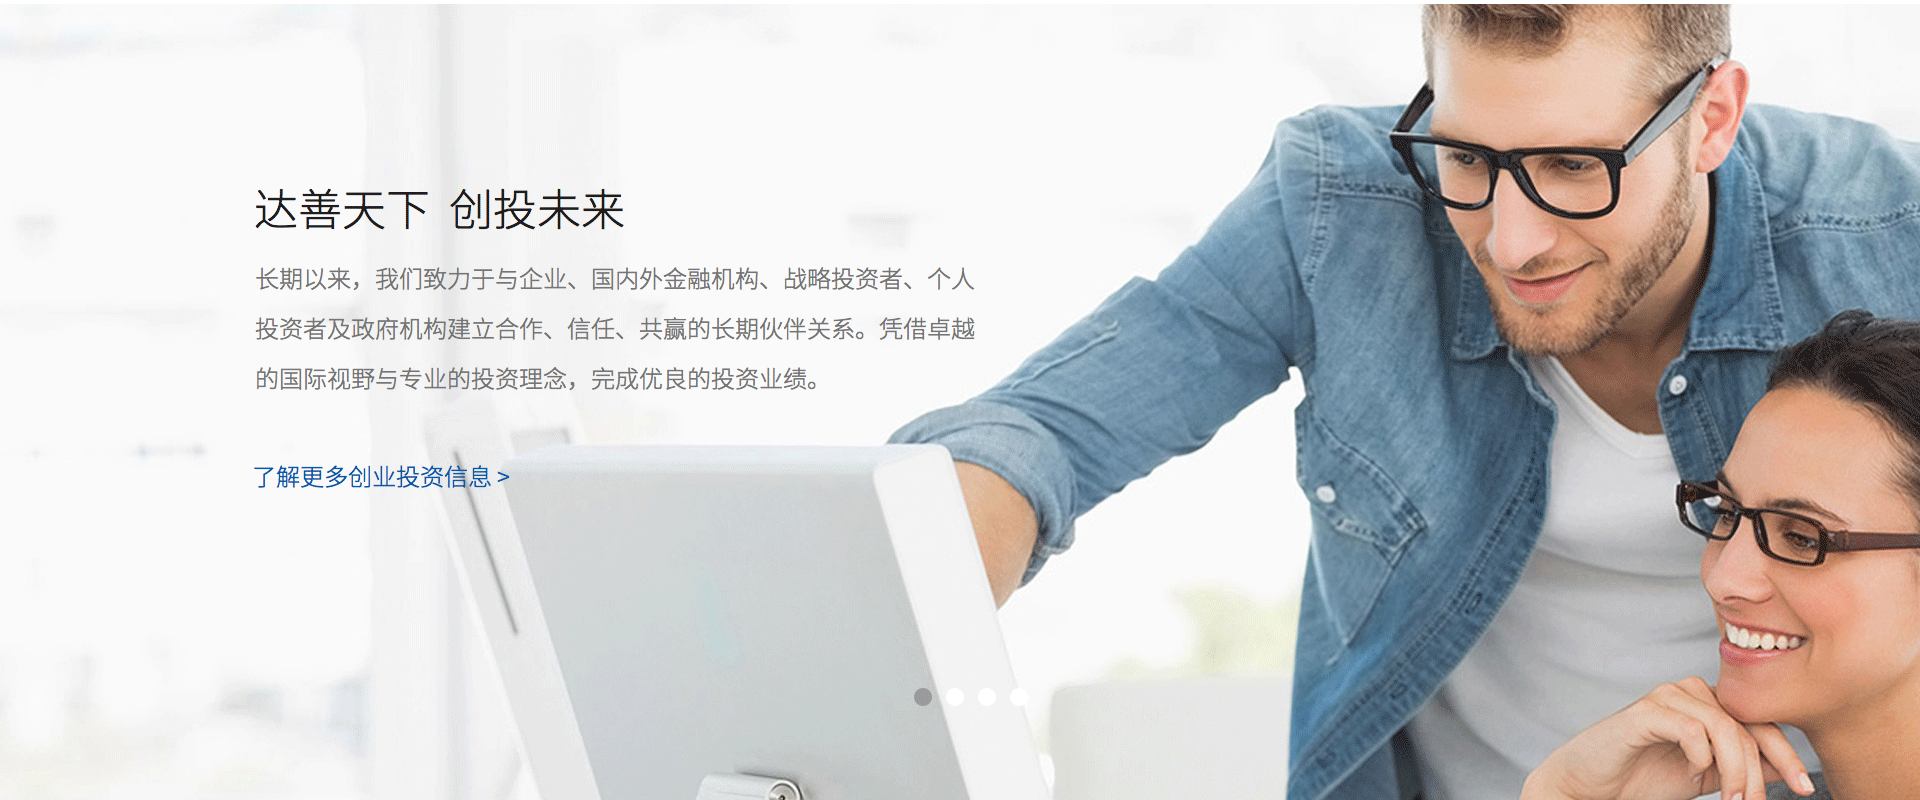 达善天下 创投未来
长期以来，我们致力于与企业、国内外金融机构、战略投资者、个人
投资者及政府机构建立合作、信任、共赢的长期伙伴关系。凭借卓越
的国际视野与专业的投资理念，完成优良的投资业绩。
了解更多创业投资信息 >